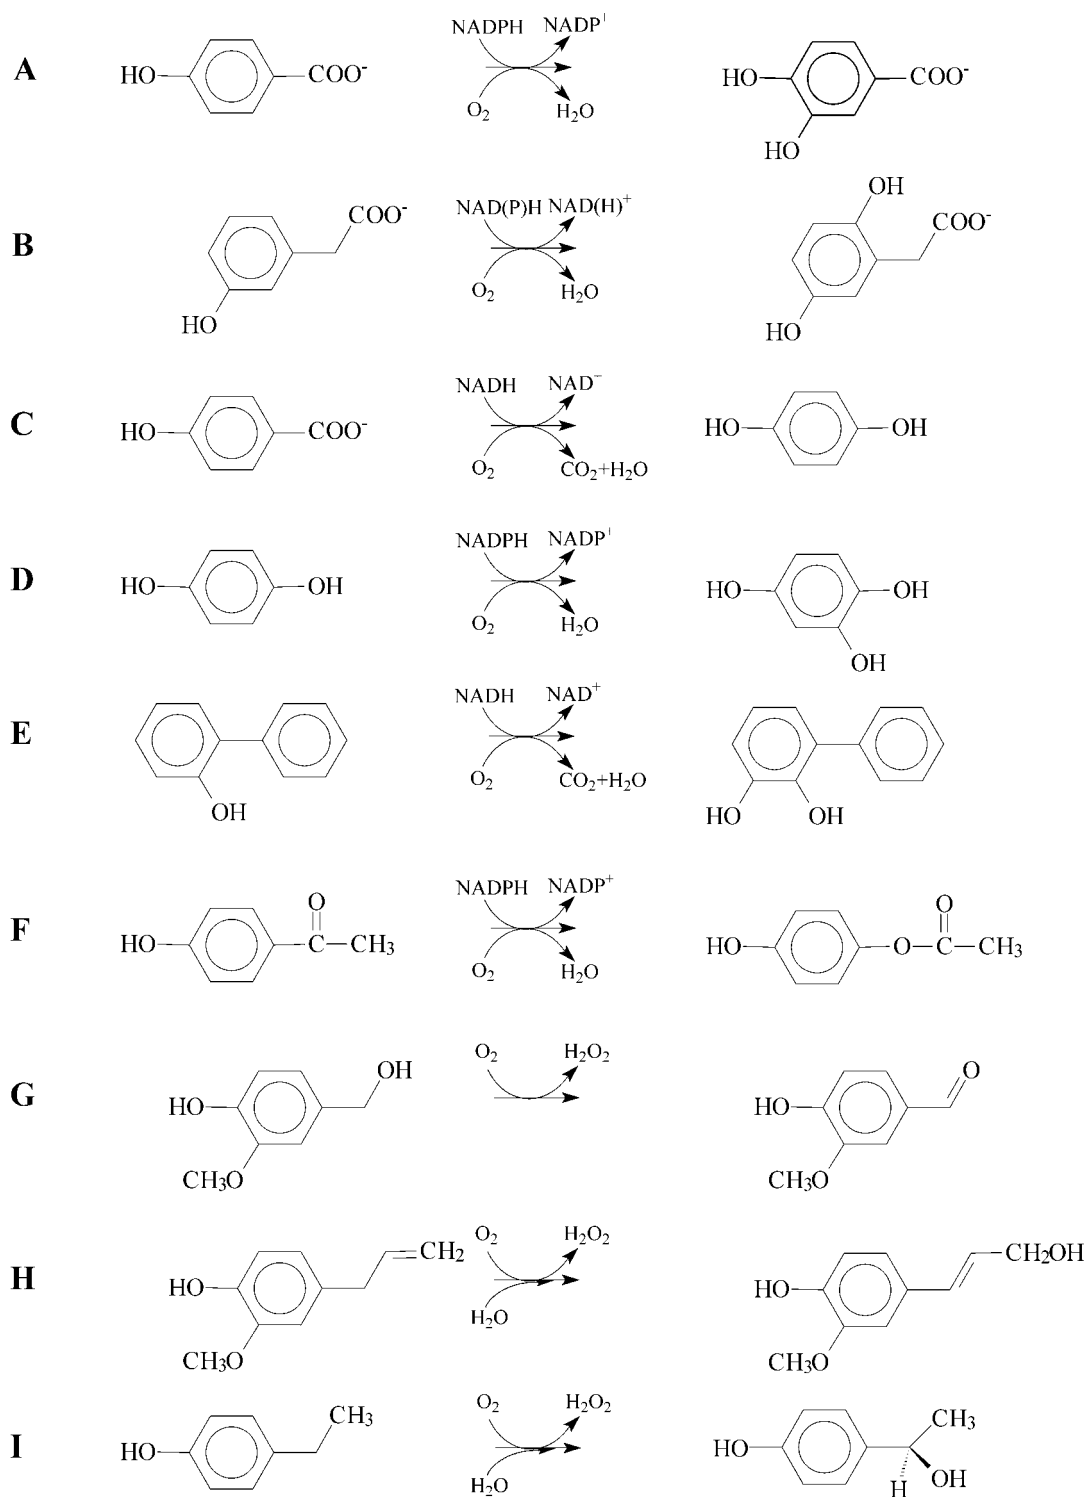 A
HO
COO-
NADPH NADP+
O2 H2O
HO
HO
COO-
B
COO-
HO
NAD(P)H NAD(H)+
O2 H2O
OH
COO-
HO
C
HO
COO-
NADH NAD+
O2 CO2+H2O
HO
OH
D
HO
OH
NADPH NADP+
O2 H2O
HO
OH
OH
E
OH
NADH NAD+
O2 CO2+H2O
HO
OH
F
HO
O
C
CH3
NADPH NADP+
O2 H2O
HO
O
O
C
CH3
G
OH
HO
CH3O
O2 H2O2
O
HO
CH3O
H
CH2
HO
CH3O
O2 H2O2
H2O
CH2OH
HO
CH3O
I
CH3
HO
O2 H2O2
H2O
CH3
HO
H
OH